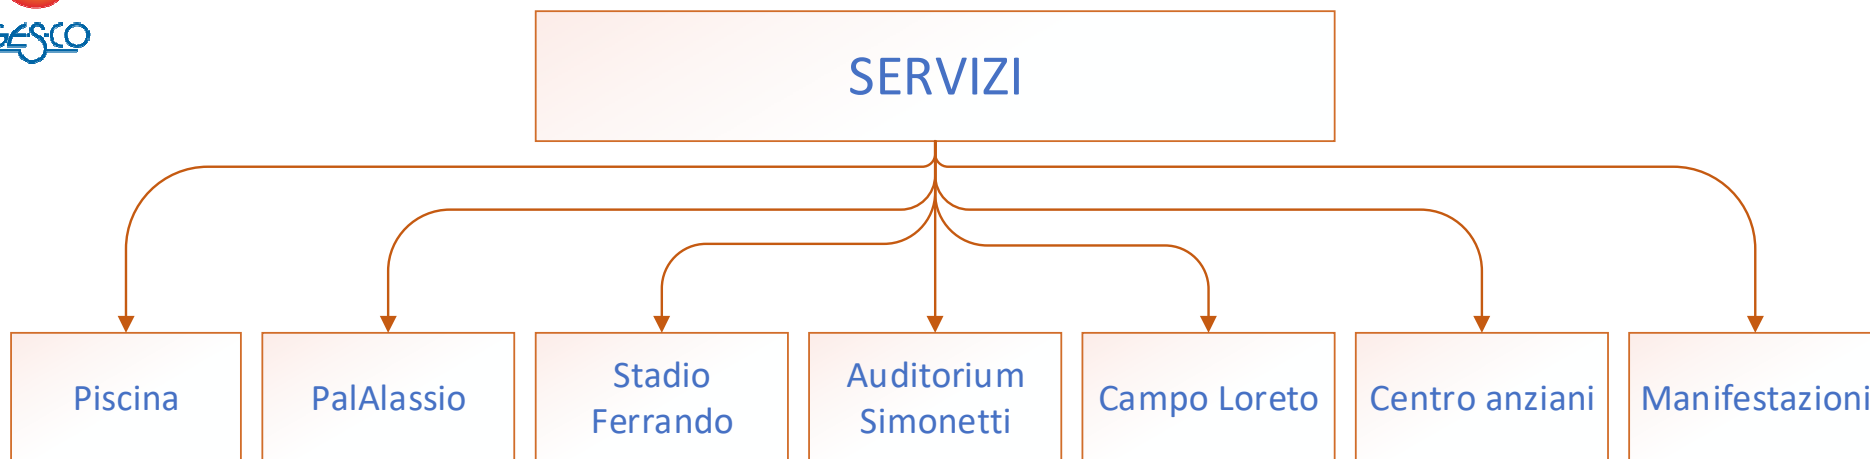 GESCO
SERVIZI
Piscina
PalAlassio
Stadio
Ferrando
Auditorium
Simonetti
Campo Loreto
Centro anziani
Manifestazioni